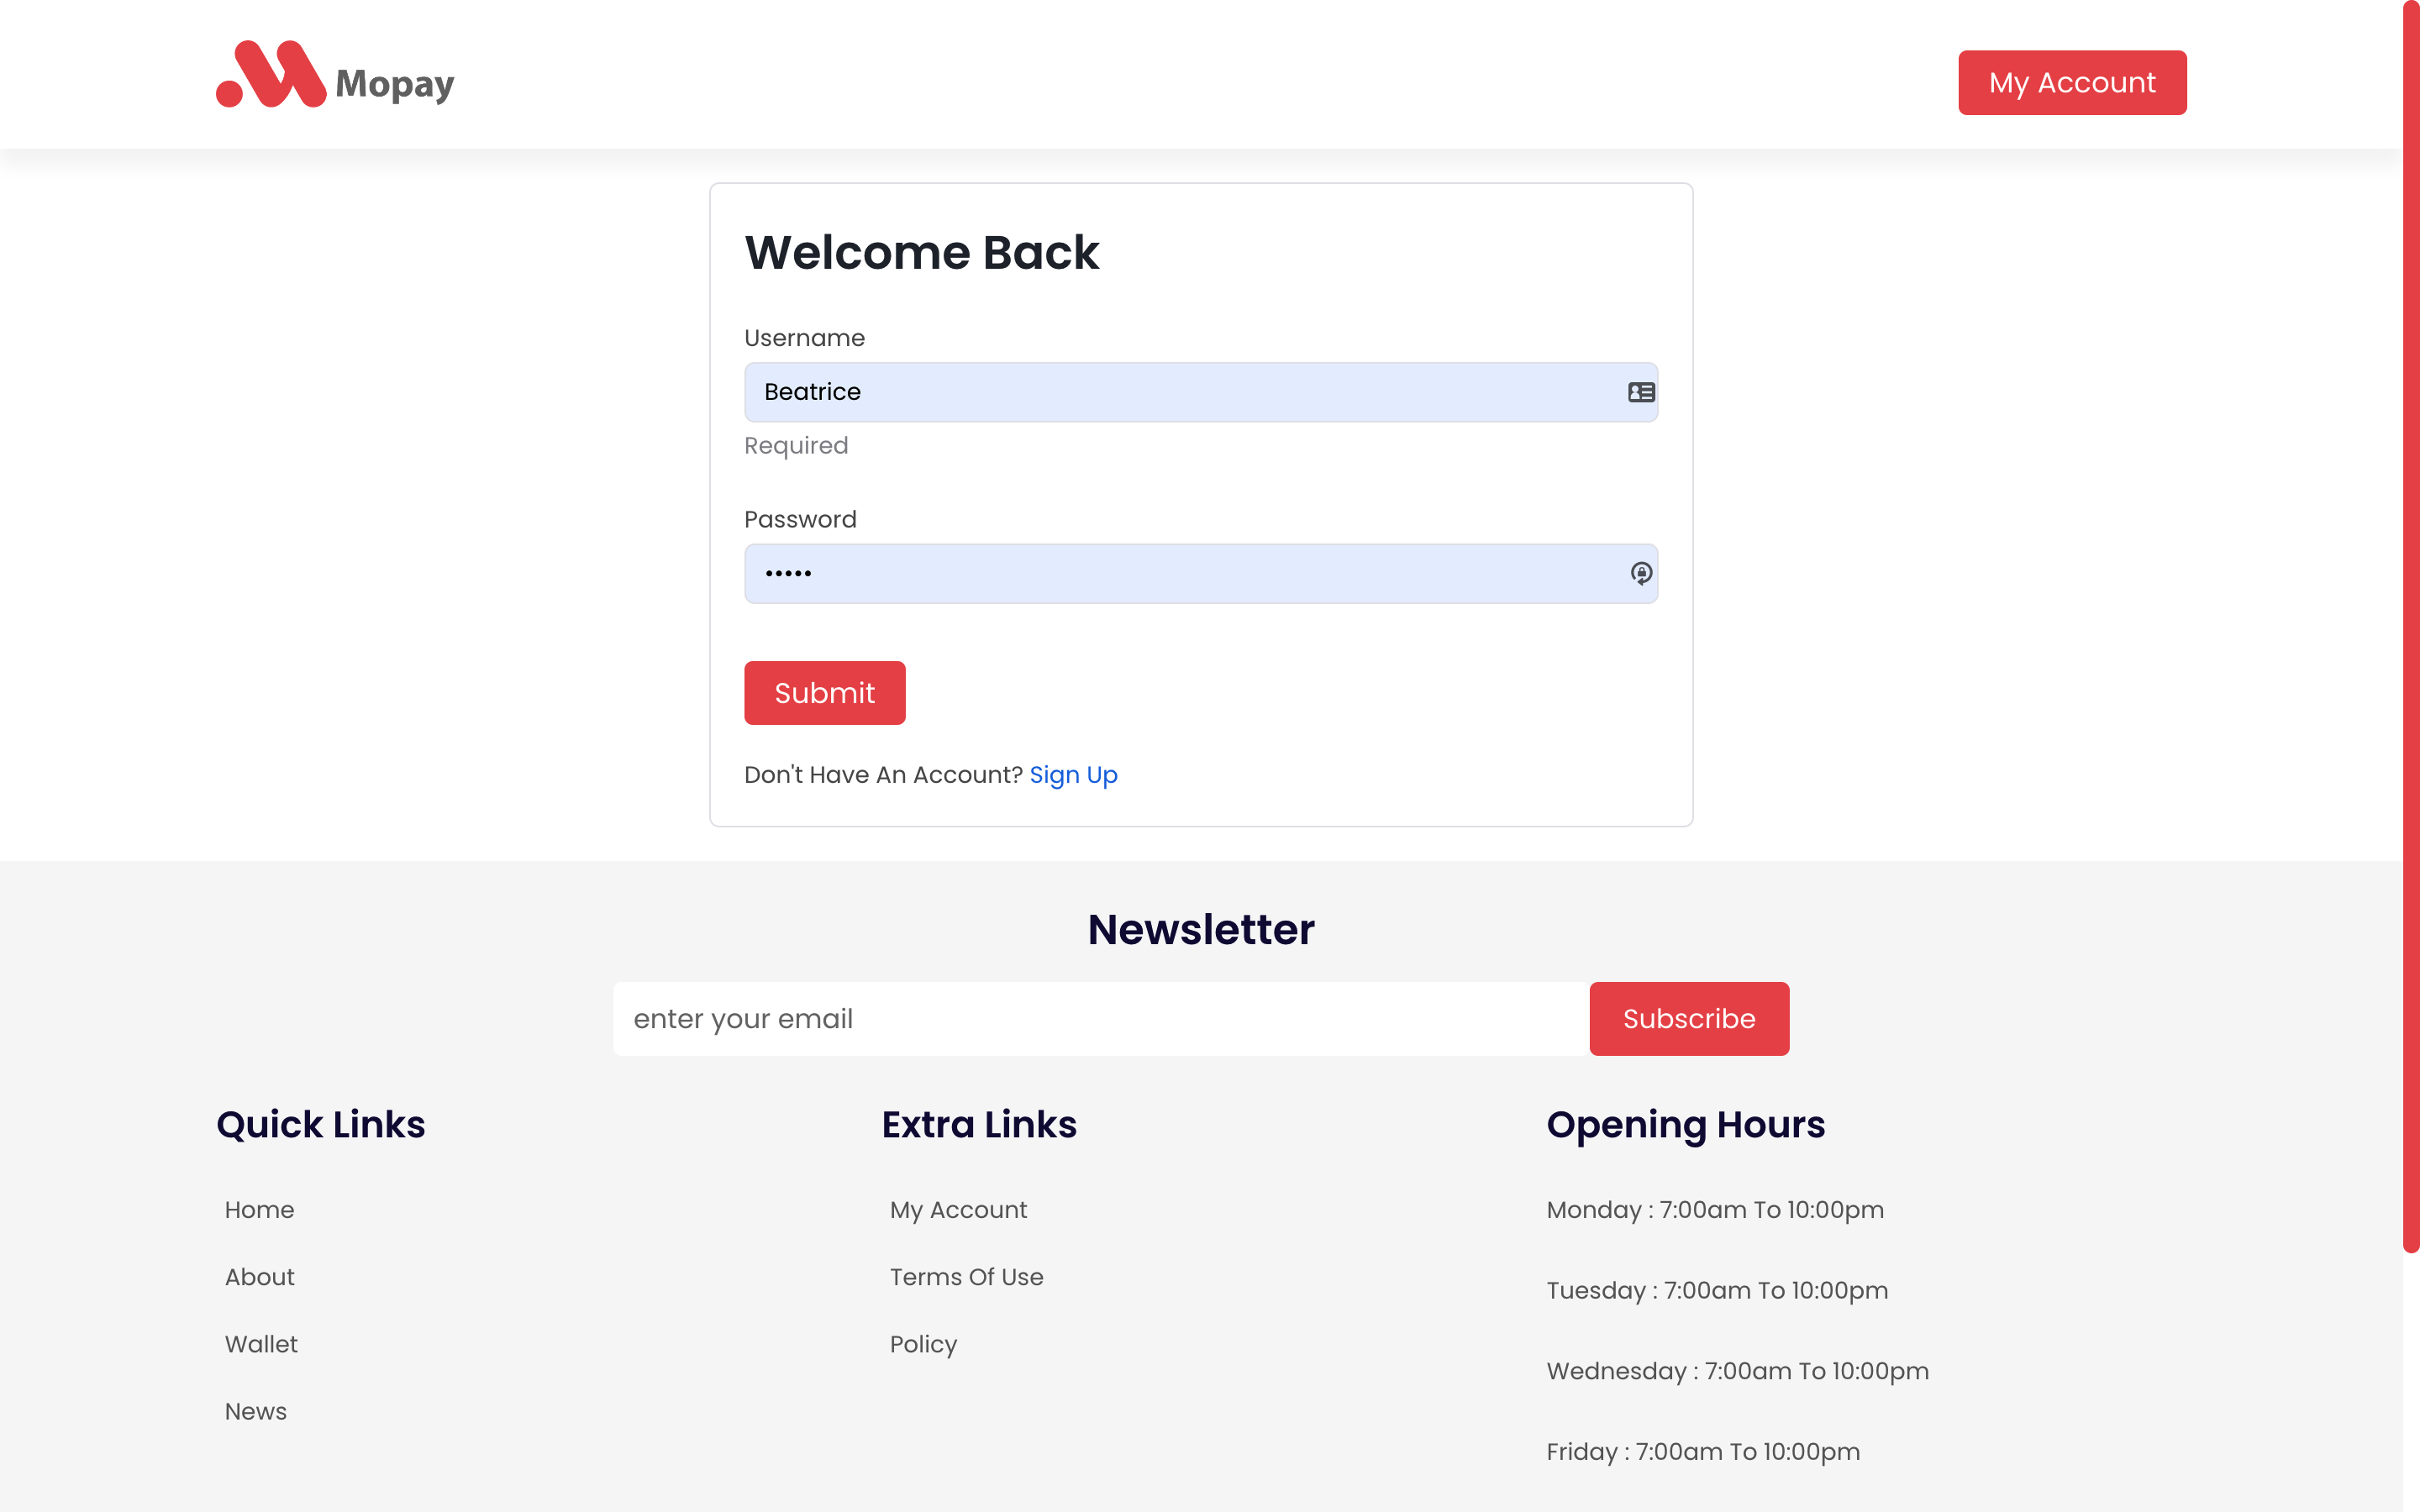 Mopay
My Account
Welcome Back
Username
Beatrice
Required
Password
•••••
Submit
Don't Have An Account? Sign Up
Newsletter
enter your email
Subscribe
Quick Links
Home
About
Wallet
News
Extra Links
My Account
Terms Of Use
Policy
Opening Hours
Monday : 7:00am To 10:00pm
Tuesday : 7:00am To 10:00pm
Wednesday : 7:00am To 10:00pm
Friday : 7:00am To 10:00pm